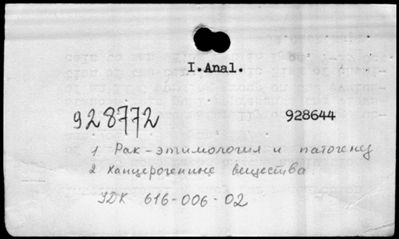 I.Anal.
928772 928644
1 Рак-этимология и патогенез
2 Канцерогенные вещества
УДК 616-006-02